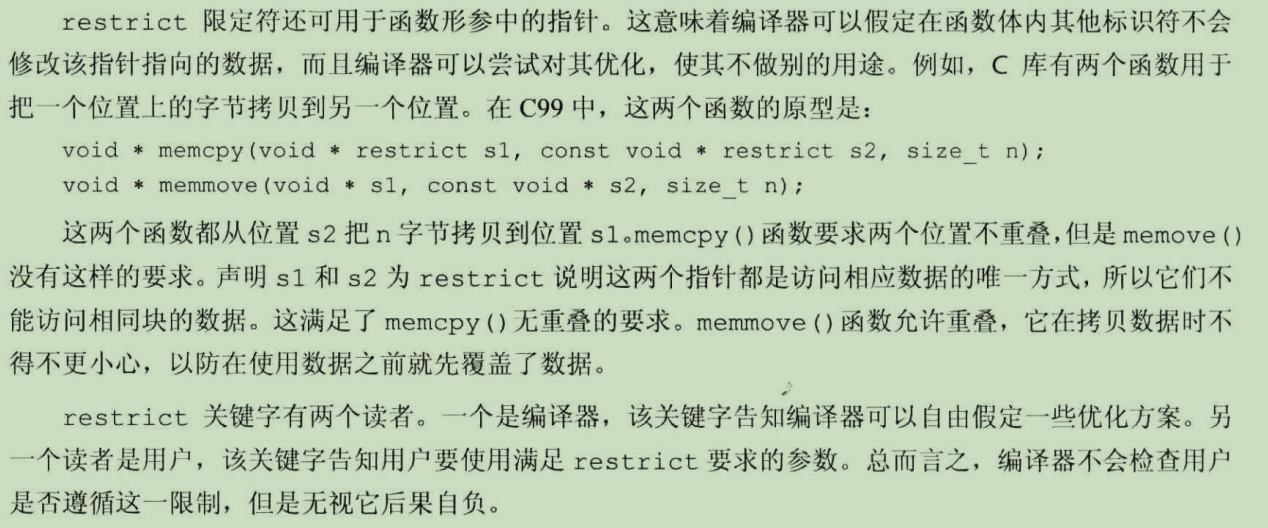 restrict 限定符还可用于函数形参中的指针。这意味着编译器可以假定在函数体内其他标识符不会
修改该指针指向的数据，而且编译器可以尝试对其优化，使其不做别的用途。例如，C 库有两个函数用于
把一个位置上的字节拷贝到另一个位置。在 C99 中，这两个函数的原型是：
void * memcpy(void * restrict s1, const void * restrict s2, size_t n);
void * memmove(void * s1, const void * s2, size_t n);
这两个函数都从位置 s2 把 n 字节拷贝到位置 s1。memcpy()函数要求两个位置不重叠，但是 memove()
没有这样的要求。声明 s1 和 s2 为 restrict 说明这两个指针都是访问相应数据的唯一方式，所以它们不
能访问相同块的数据。这满足了 memcpy()无重叠的要求。memmove()函数允许重叠，它在拷贝数据时不
得不更小心，以防在使用数据之前就先覆盖了数据。
restrict 关键字有两个读者。一个是编译器，该关键字告知编译器可以自由假定一些优化方案。另
一个读者是用户，该关键字告知用户要使用满足 restrict 要求的参数。总而言之，编译器不会检查用户
是否遵循这一限制，但是无视它后果自负。